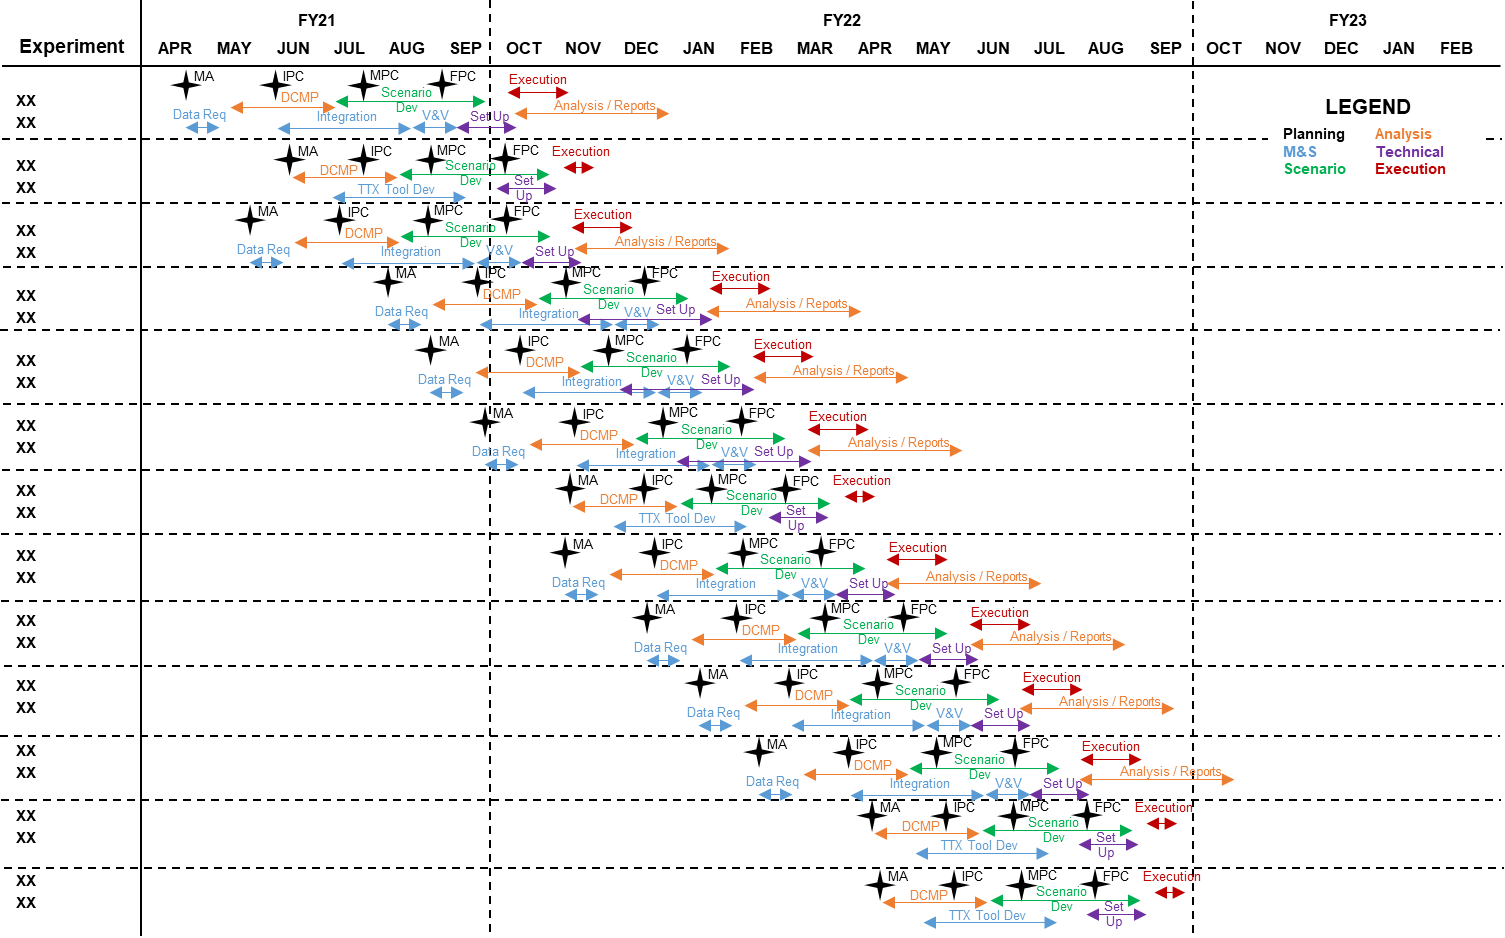 FY21 FY22 FY23
Experiment APR MAY JUN JUL AUG SEP OCT NOV DEC JAN FEB MAR APR MAY JUN JUL AUG SEP OCT NOV DEC JAN FEB
LEGEND
Planning Analysis
M&S Technical
Scenario Execution
XX
XX
MA IPC MPC FPC Execution
DCMP Scenario Dev Analysis / Reports
Data Req Integration V&V Set Up
XX
XX
MA IPC MPC FPC Execution
DCMP Scenario Dev Set Up
TTX Tool Dev
XX
XX
MA IPC MPC FPC Execution
DCMP Scenario Dev Analysis / Reports
Data Req Integration V&V Set Up
XX
XX
MA IPC MPC FPC Execution
DCMP Scenario Dev Analysis / Reports
Data Req Integration V&V Set Up
XX
XX
MA IPC MPC FPC Execution
DCMP Scenario Dev Analysis / Reports
Data Req Integration V&V Set Up
XX
XX
MA IPC MPC FPC Execution
DCMP Scenario Dev Analysis / Reports
Data Req Integration V&V Set Up
XX
XX
MA IPC MPC FPC Execution
DCMP Scenario Dev Set Up
TTX Tool Dev
XX
XX
MA IPC MPC FPC Execution
DCMP Scenario Dev Analysis / Reports
Data Req Integration V&V Set Up
XX
XX
MA IPC MPC FPC Execution
DCMP Scenario Dev Analysis / Reports
Data Req Integration V&V Set Up
XX
XX
MA IPC MPC FPC Execution
DCMP Scenario Dev Analysis / Reports
Data Req Integration V&V Set Up
XX
XX
MA IPC MPC FPC Execution
DCMP Scenario Dev Analysis / Reports
Data Req Integration V&V Set Up
XX
XX
MA IPC MPC FPC Execution
DCMP Scenario Dev Set Up
TTX Tool Dev
XX
XX
MA IPC MPC FPC Execution
DCMP Scenario Dev Set Up
TTX Tool Dev